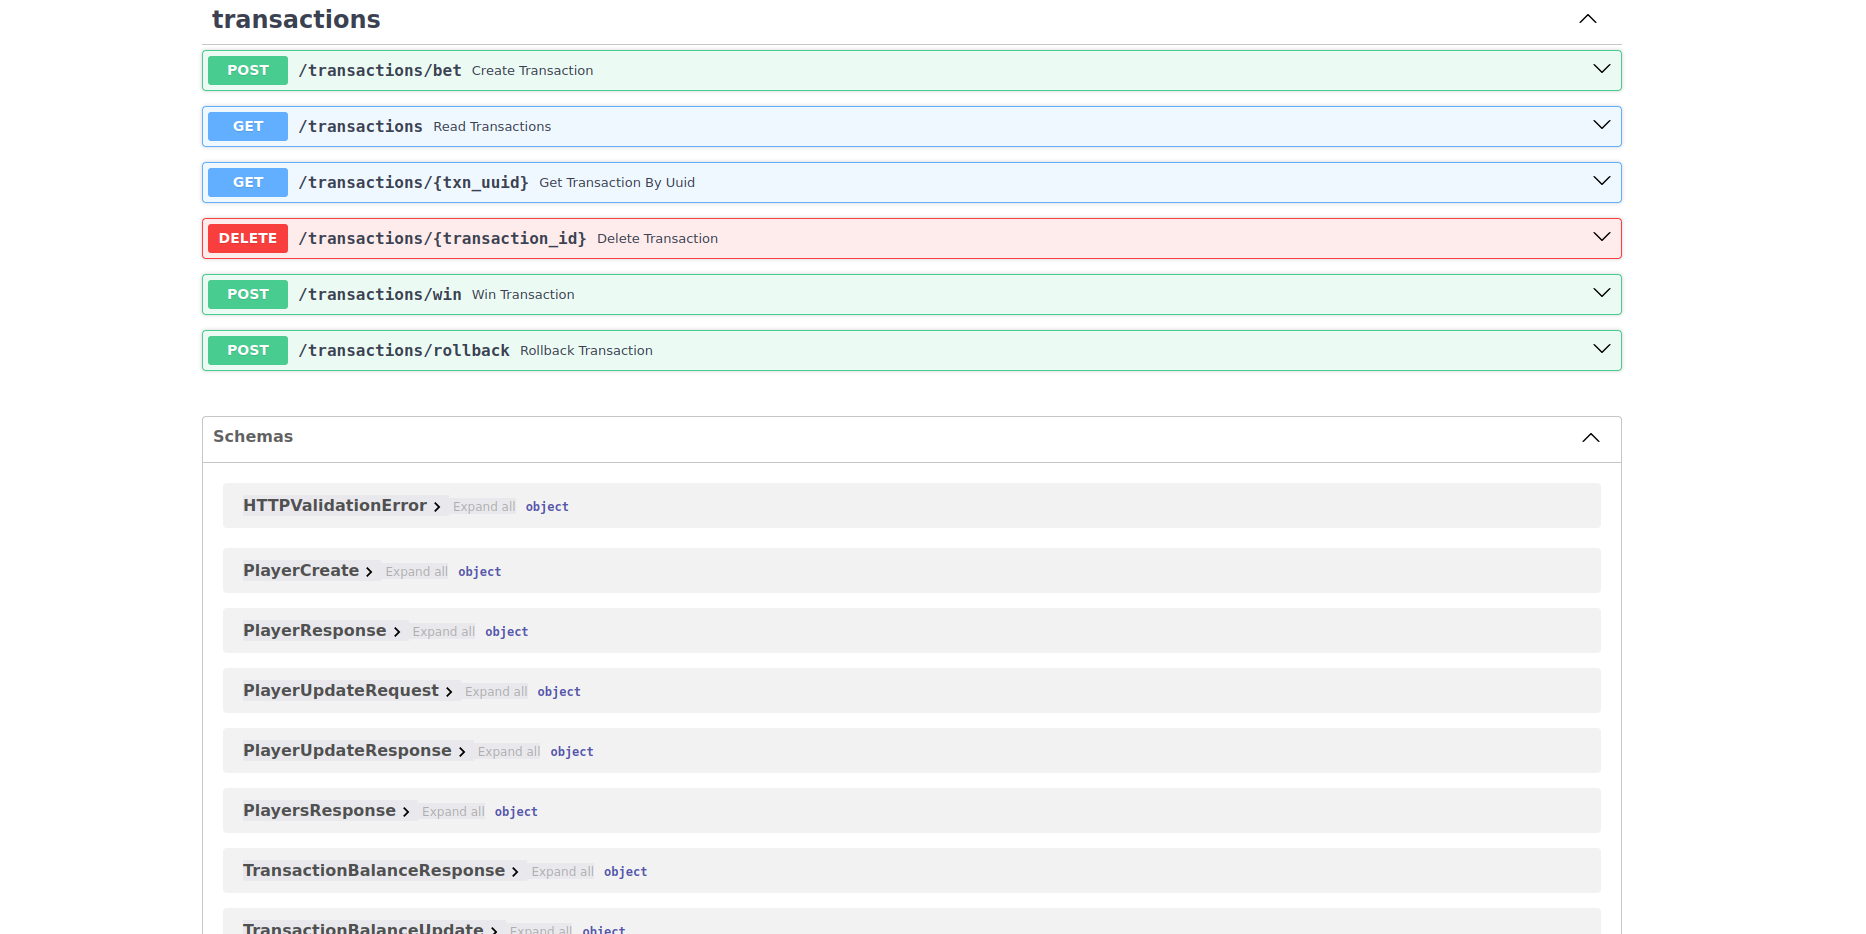 transactions
POST /transactions/bet Create Transaction
GET /transactions Read Transactions
GET /transactions/{txn_uuid} Get Transaction By Uuid
DELETE /transactions/{transaction_id} Delete Transaction
POST /transactions/win Win Transaction
POST /transactions/rollback Rollback Transaction
Schemas
HTTPValidationError Expand all object
PlayerCreate Expand all object
PlayerResponse Expand all object
PlayerUpdateRequest Expand all object
PlayerUpdateResponse Expand all object
PlayersResponse Expand all object
TransactionBalanceResponse Expand all object
TransactionBalanceUpdate Expand all object